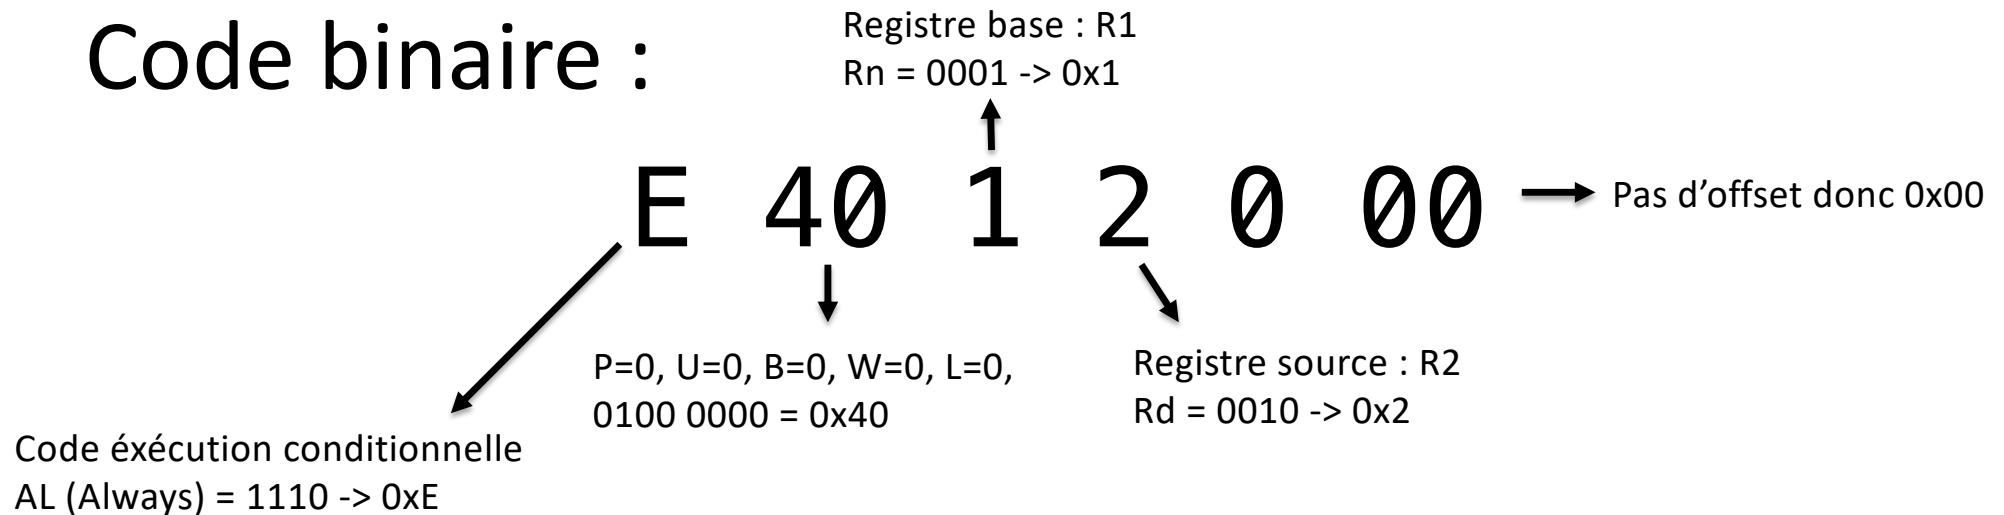 Code binaire :
Registre base : R1
Rn = 0001 -> 0x1
E 40 1 2 0 00
Pas d’offset donc 0x00
P=0, U=0, B=0, W=0, L=0,
0100 0000 = 0x40
Registre source : R2
Rd = 0010 -> 0x2
Code éxécution conditionnelle
AL (Always) = 1110 -> 0xE